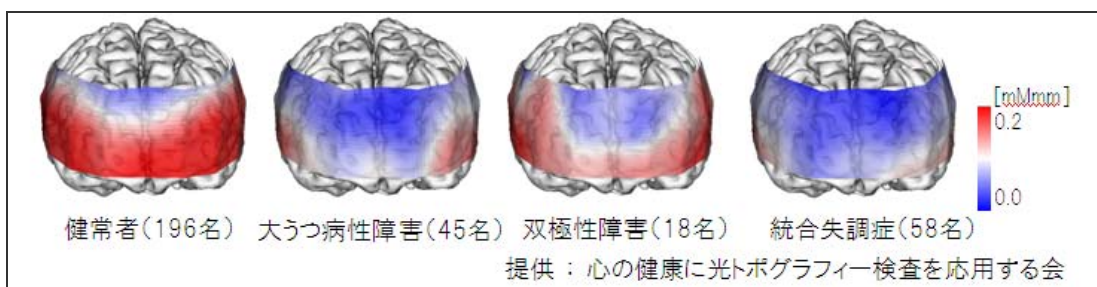 [mMmm]
0.2
0.0
健常者(196名)
大うつ病性障害(45名)
双極性障害(18名)
統合失調症(58名)
提供 : 心の健康に光トポグラフィー検査を応用する会